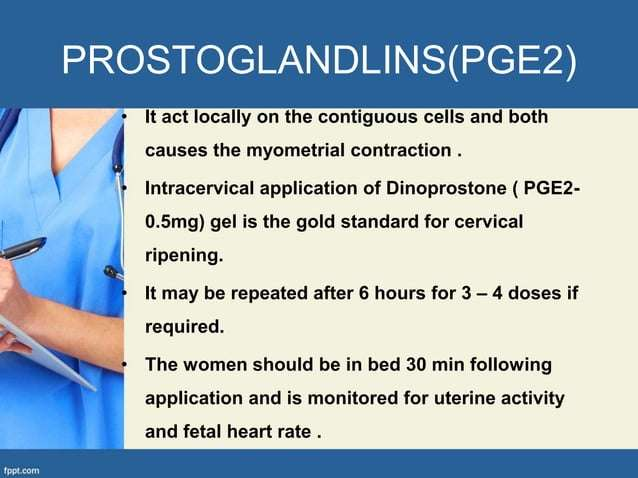 PROSTOGLANDLINS(PGE2)
• It act locally on the contiguous cells and both
causes the myometrial contraction .
• Intracervical application of Dinoprostone ( PGE2-
0.5mg) gel is the gold standard for cervical
ripening.
• It may be repeated after 6 hours for 3 – 4 doses if
required.
• The women should be in bed 30 min following
application and is monitored for uterine activity
and fetal heart rate .
fppt.com